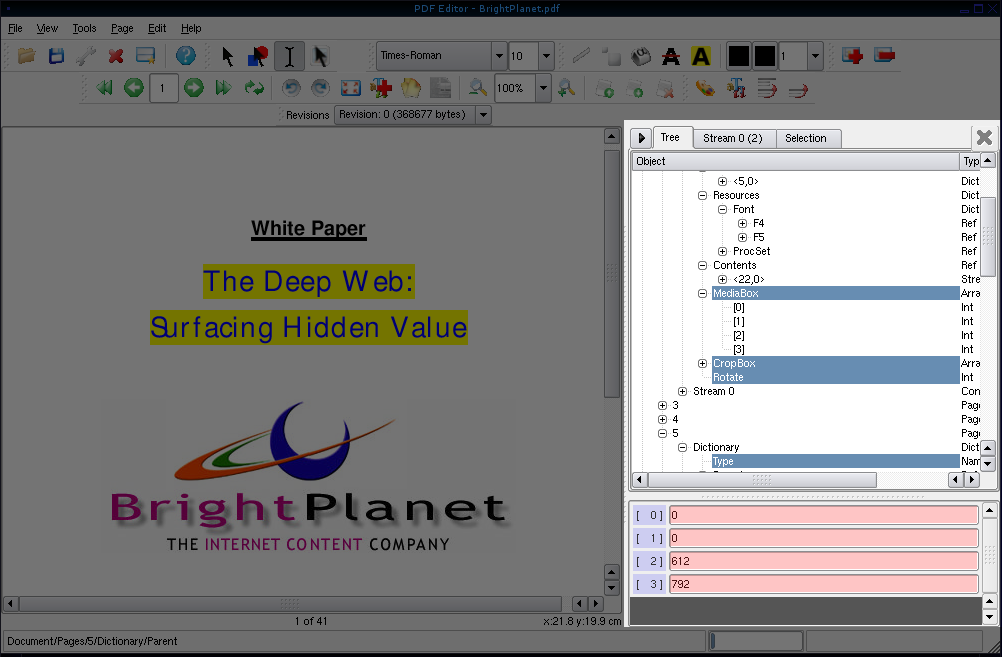 PDF Editor - BrightPlanet.pdf
File View Tools Page Edit Help
Times-Roman 10 A A 1
1 100%
Revisions Revision: 0 (368677 bytes)
White Paper
The Deep Web:
Surfacing Hidden Value
BrightPlanet
THE INTERNET CONTENT COMPANY
1 of 41 x:21.8 y:19.9 cm
Tree Stream 0 (2) Selection
Object Typ
<5,0> Dict
Resources Dict
Font Dict
F4 Ref
F5 Ref
ProcSet Ref
Contents Ref
<22,0> Stre
MediaBox Arra
[0] Int
[1] Int
[2] Int
[3] Int
CropBox Arra
Rotate Int
Stream 0 Con
3 Page
4 Page
5 Page
Dictionary Dict
Type Nam
[ 0] 0
[ 1] 0
[ 2] 612
[ 3] 792
Document/Pages/5/Dictionary/Parent